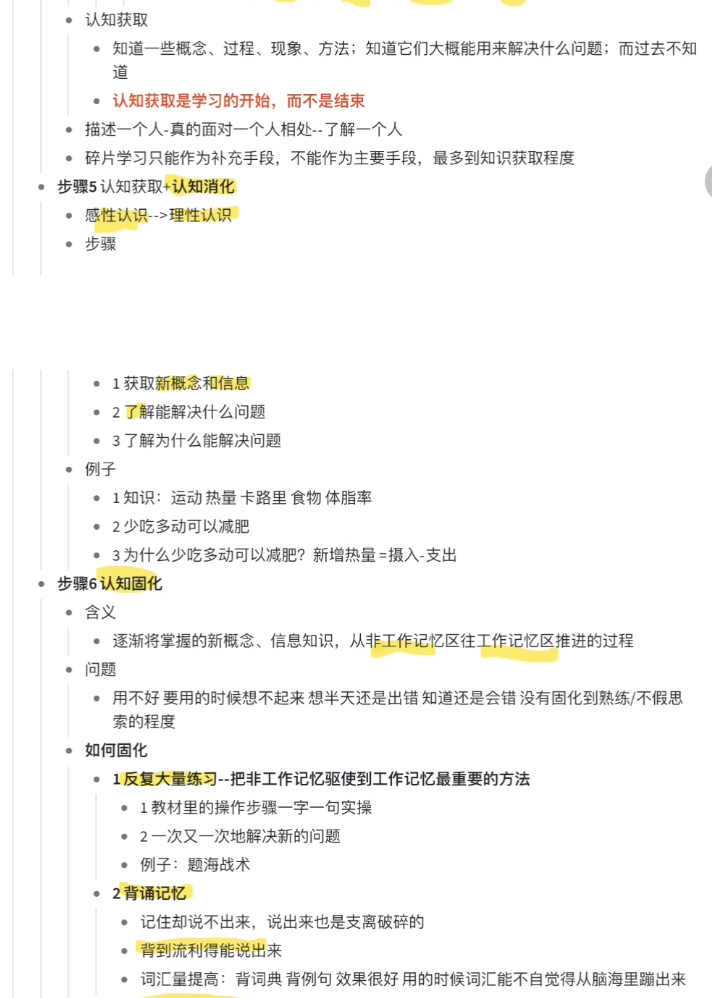 认知获取
知道一些概念、过程、现象、方法；知道它们大概能用来解决什么问题；而过去不知
道
认知获取是学习的开始，而不是结束
描述一个人-真的面对一个人相处--了解一个人
碎片学习只能作为补充手段，不能作为主要手段，最多到知识获取程度
步骤5 认知获取+认知消化
感性认识-->理性认识
步骤
1 获取新概念和信息
2 了解能解决什么问题
3 了解为什么能解决问题
例子
1 知识：运动 热量 卡路里 食物 体脂率
2 少吃多动可以减肥
3 为什么少吃多动可以减肥？新增热量 =摄入-支出
步骤6 认知固化
含义
逐渐将掌握的新概念、信息知识，从非工作记忆区往工作记忆区推进的过程
问题
用不好 要用的时候想不起来 想半天还是出错 知道还是会错 没有固化到熟练/不假思
索的程度
如何固化
1 反复大量练习--把非工作记忆驱使到工作记忆最重要的方法
1 教材里的操作步骤一字一句实操
2 一次又一次地解决新的问题
例子：题海战术
2 背诵记忆
记住却说不出来，说出来也是支离破碎的
背到流利得能说出来
词汇量提高：背词典 背例句 效果很好 用的时候词汇能不自觉得从脑海里蹦出来